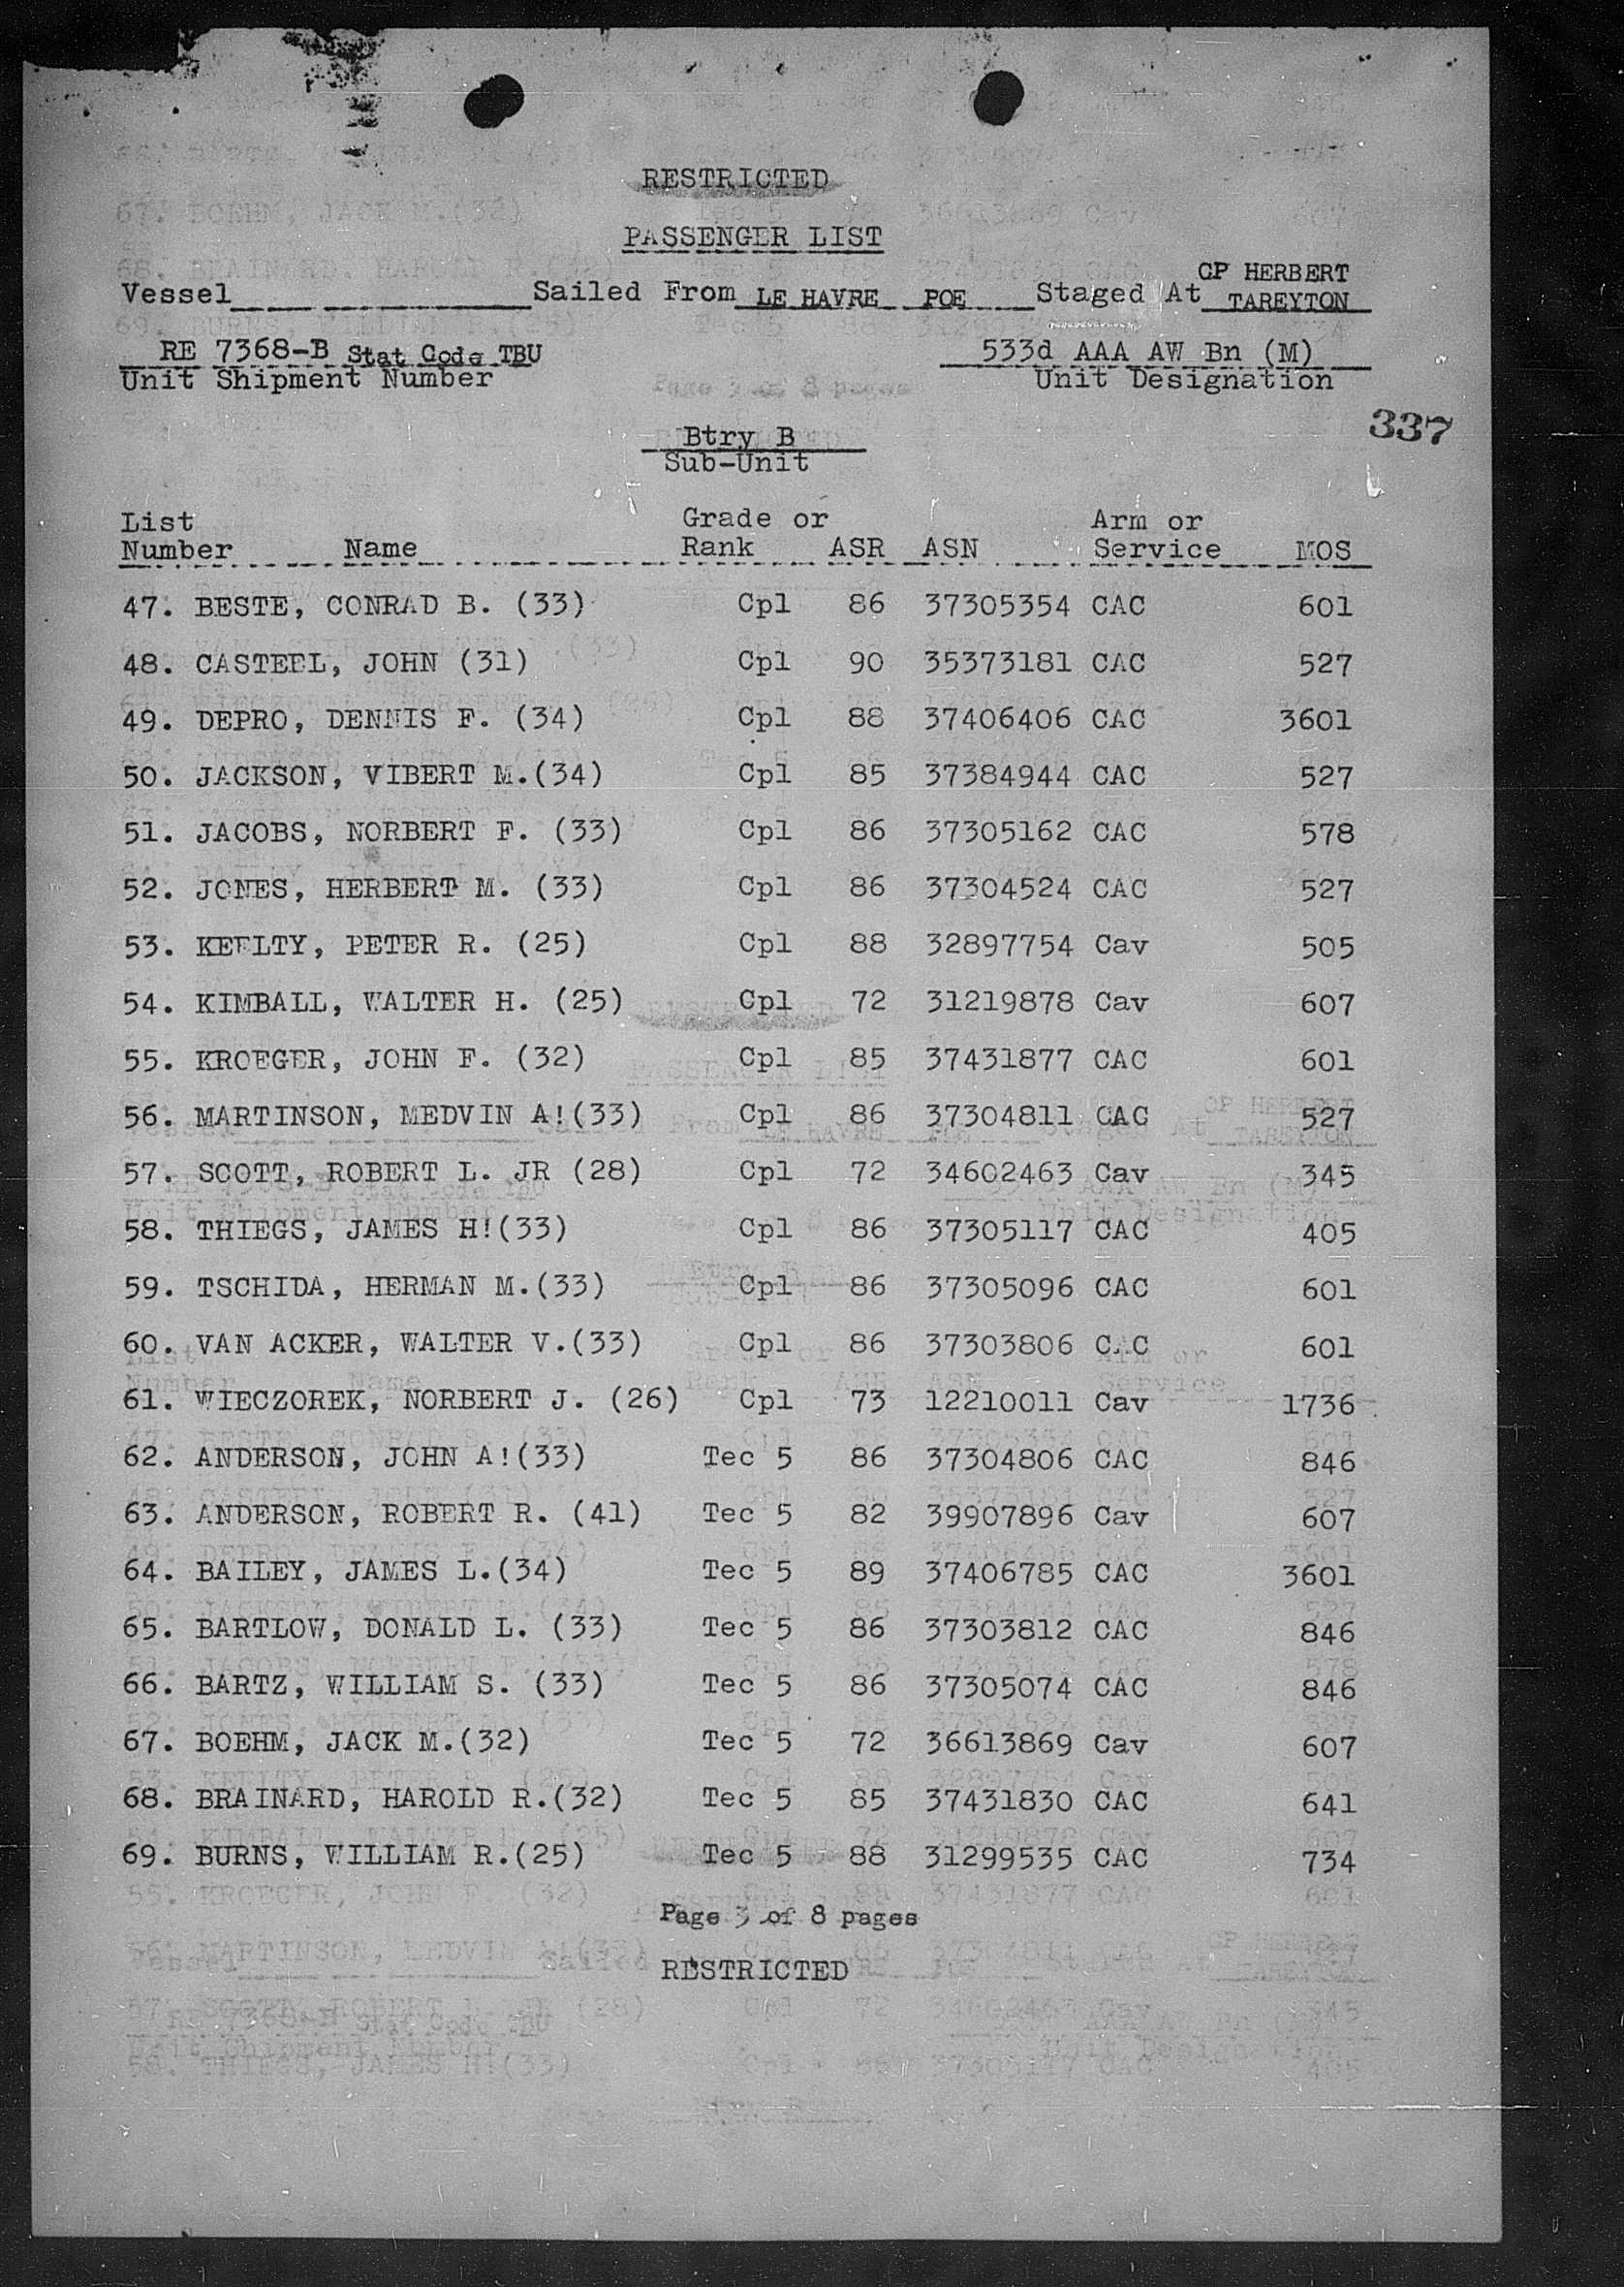 RESTRICTED
PASSENGER LIST
Vessel Sailed From LE HAVRE POE Staged At CP HERBERT TAREYTON
RE 7368-B Stat Code TBU 533d AAA AW Bn (M)
Unit Shipment Number Unit Designation
337
Btry B
Sub-Unit
List Grade or Arm or
Number Name Rank ASR ASN Service MOS
47. BESTE, CONRAD B. (33) Cpl 86 37305354 CAC 601
48. CASTEEL, JOHN (31) Cpl 90 35373181 CAC 527
49. DEPRO, DENNIS F. (34) Cpl 88 37406406 CAC 3601
50. JACKSON, VIBERT M.(34) Cpl 85 37384944 CAC 527
51. JACOBS, NORBERT F. (33) Cpl 86 37305162 CAC 578
52. JONES, HERBERT M. (33) Cpl 86 37304524 CAC 527
53. KEELTY, PETER R. (25) Cpl 88 32897754 Cav 505
54. KIMBALL, WALTER H. (25) Cpl 72 31219878 Cav 607
55. KROEGER, JOHN F. (32) Cpl 85 37431877 CAC 601
56. MARTINSON, MEDVIN A!(33) Cpl 86 37304811 CAC 527
57. SCOTT, ROBERT L. JR (28) Cpl 72 34602463 Cav 345
58. THIEGS, JAMES H!(33) Cpl 86 37305117 CAC 405
59. TSCHIDA, HERMAN M.(33) Cpl 86 37305096 CAC 601
60. VAN ACKER, WALTER V.(33) Cpl 86 37303806 CAC 601
61. WIECZOREK, NORBERT J. (26) Cpl 73 12210011 Cav 1736
62. ANDERSON, JOHN A!(33) Tec 5 86 37304806 CAC 846
63. ANDERSON, ROBERT R. (41) Tec 5 82 39907896 Cav 607
64. BAILEY, JAMES L.(34) Tec 5 89 37406785 CAC 3601
65. BARTLOW, DONALD L. (33) Tec 5 86 37303812 CAC 846
66. BARTZ, WILLIAM S. (33) Tec 5 86 37305074 CAC 846
67. BOEHM, JACK M.(32) Tec 5 72 36613869 Cav 607
68. BRAINARD, HAROLD R.(32) Tec 5 85 37431830 CAC 641
69. BURNS, WILLIAM R.(25) Tec 5 88 31299535 CAC 734
Page 3 of 8 pages
RESTRICTED